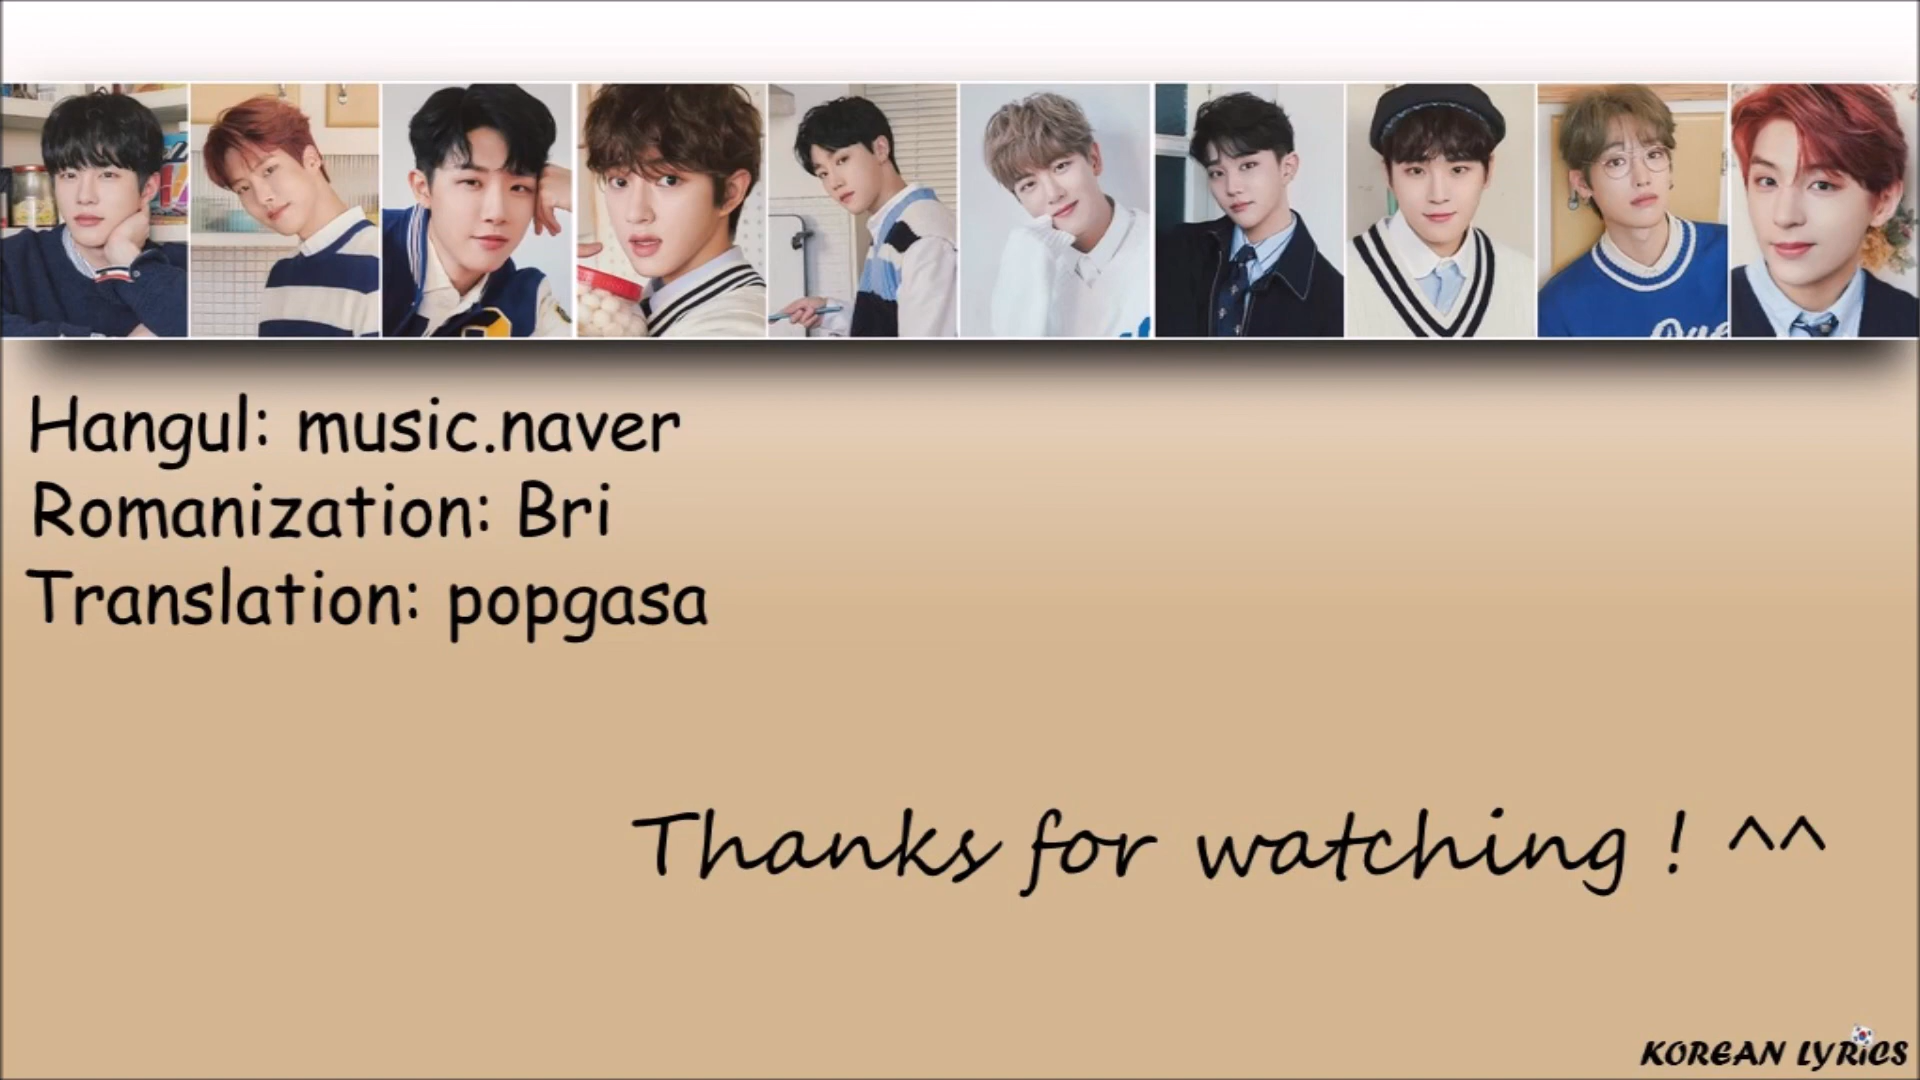 Hangul: music.naver
Romanization: Bri
Translation: popgasa
Thanks for watching ! ^^
KOREAN LYRiCS